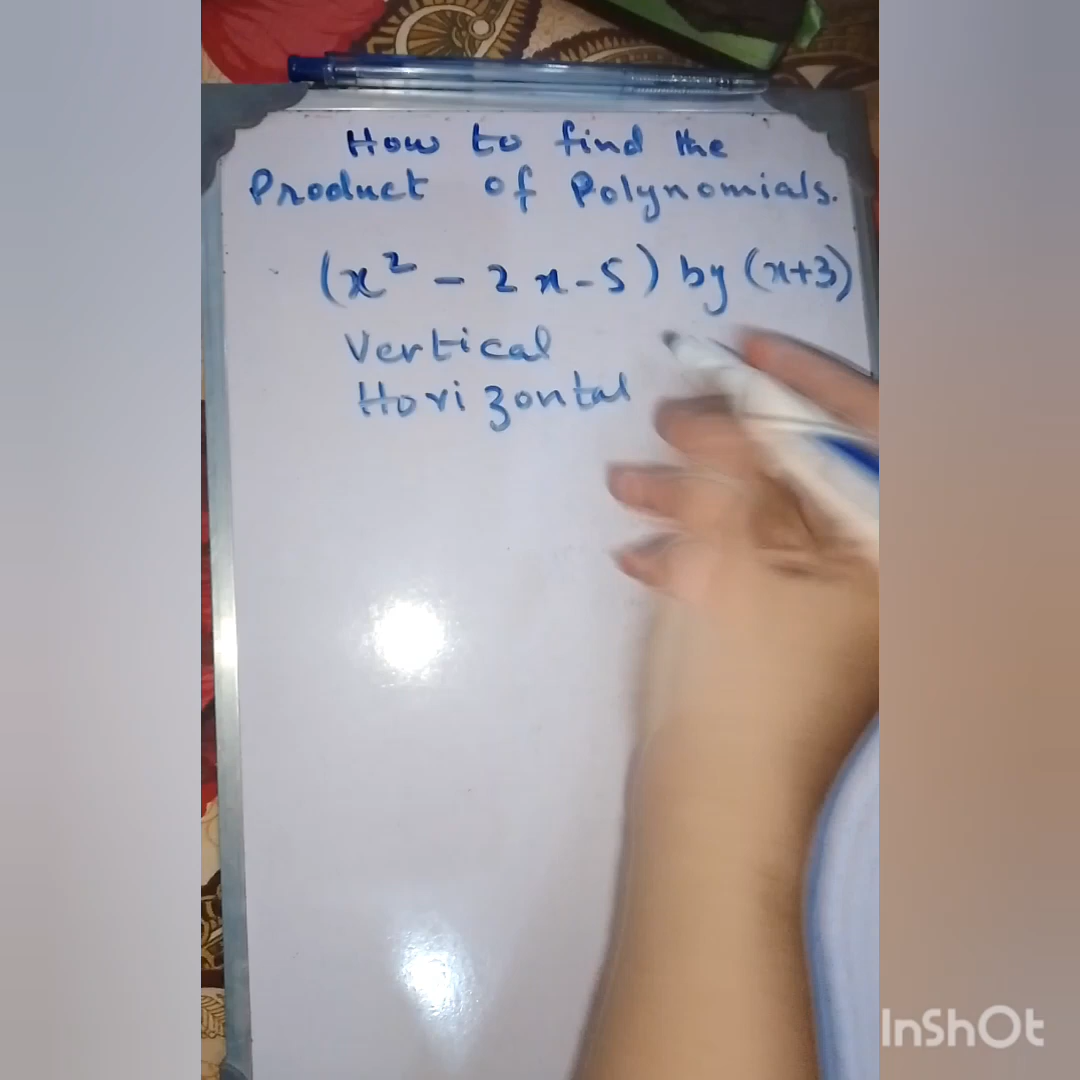 How to find the
Product of Polynomials.
(x² - 2x - 5) by (x+3)
Vertical
Horizontal
InShOt